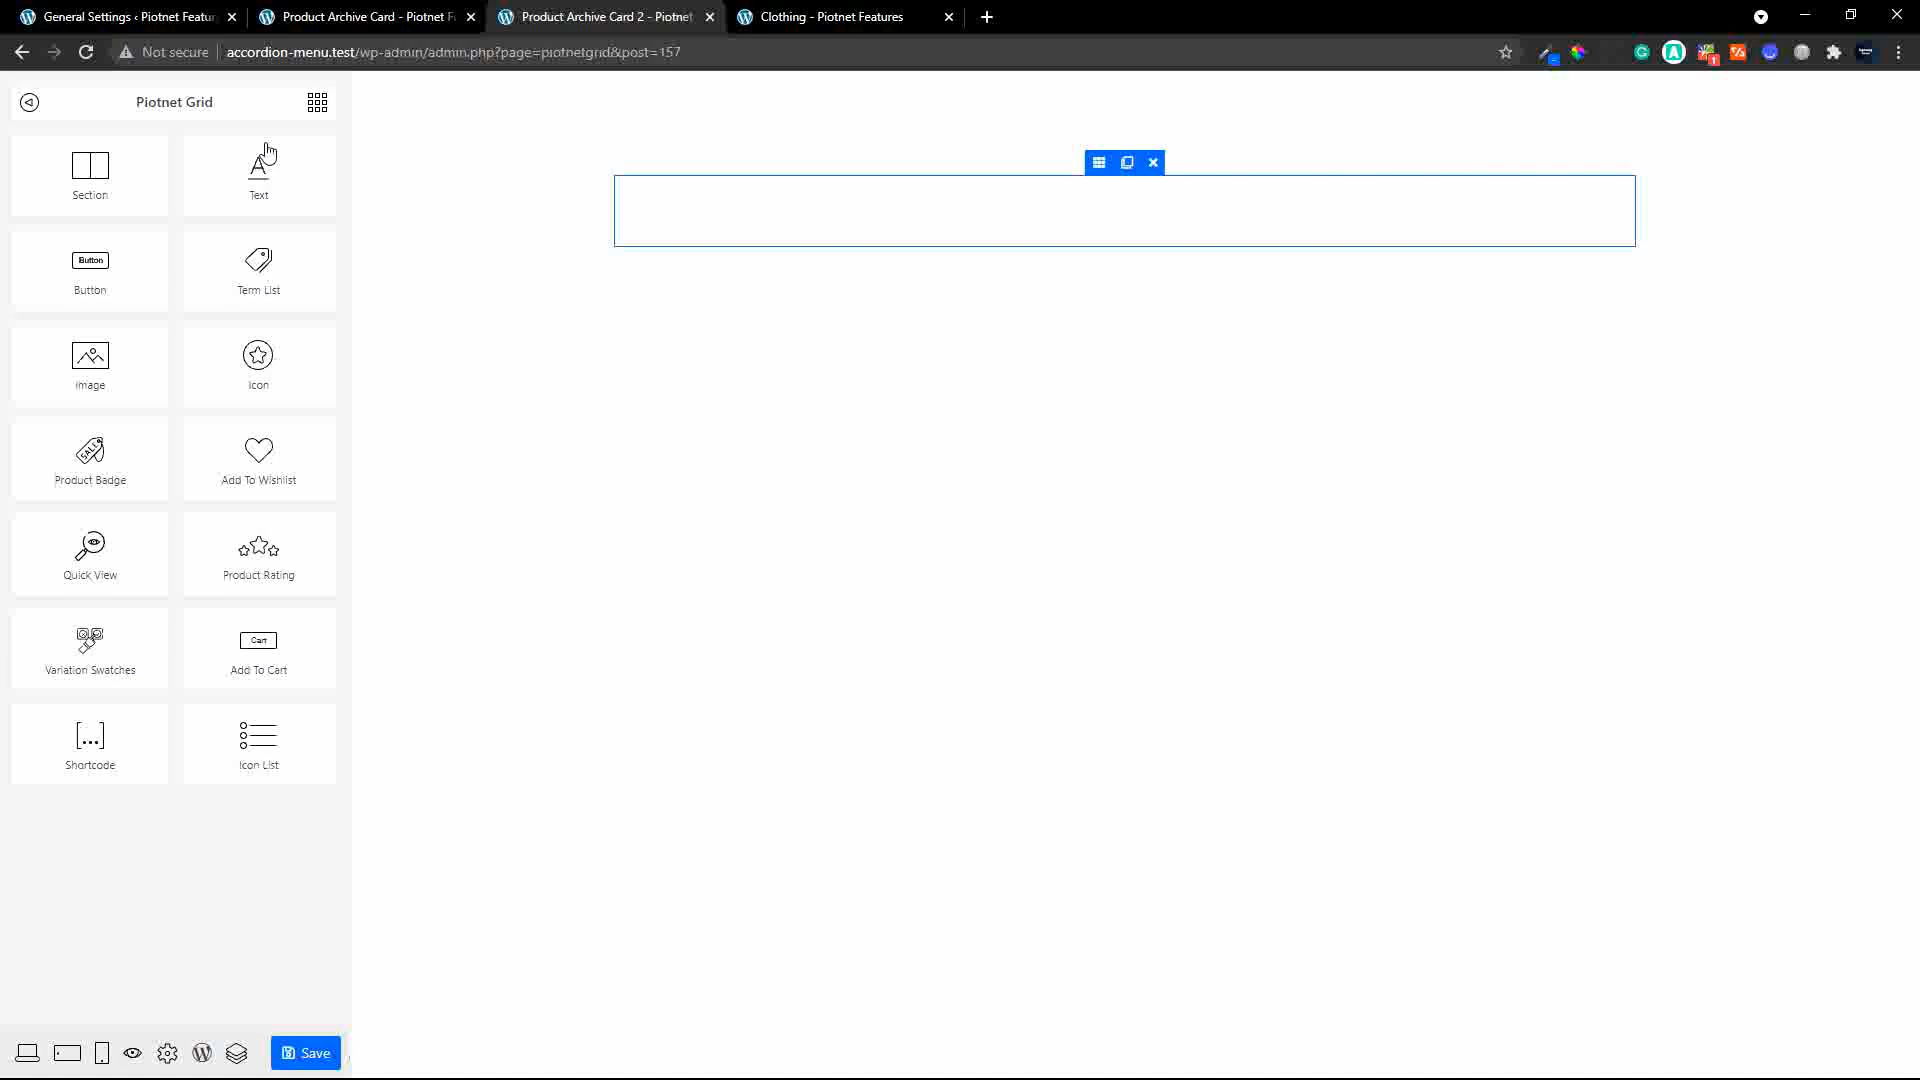 General Settings ‹ Piotnet Featur
Product Archive Card - Piotnet F
Product Archive Card 2 - Piotnet
Clothing - Piotnet Features
Not secure
accordion-menu.test/wp-admin/admin.php?page=piotnetgrid&post=157
Piotnet Grid
Section
Text
Button
Button
Term List
Image
Icon
SALE
Product Badge
Add To Wishlist
Quick View
Product Rating
Variation Swatches
Cart
Add To Cart
[...]
Shortcode
Icon List
Save